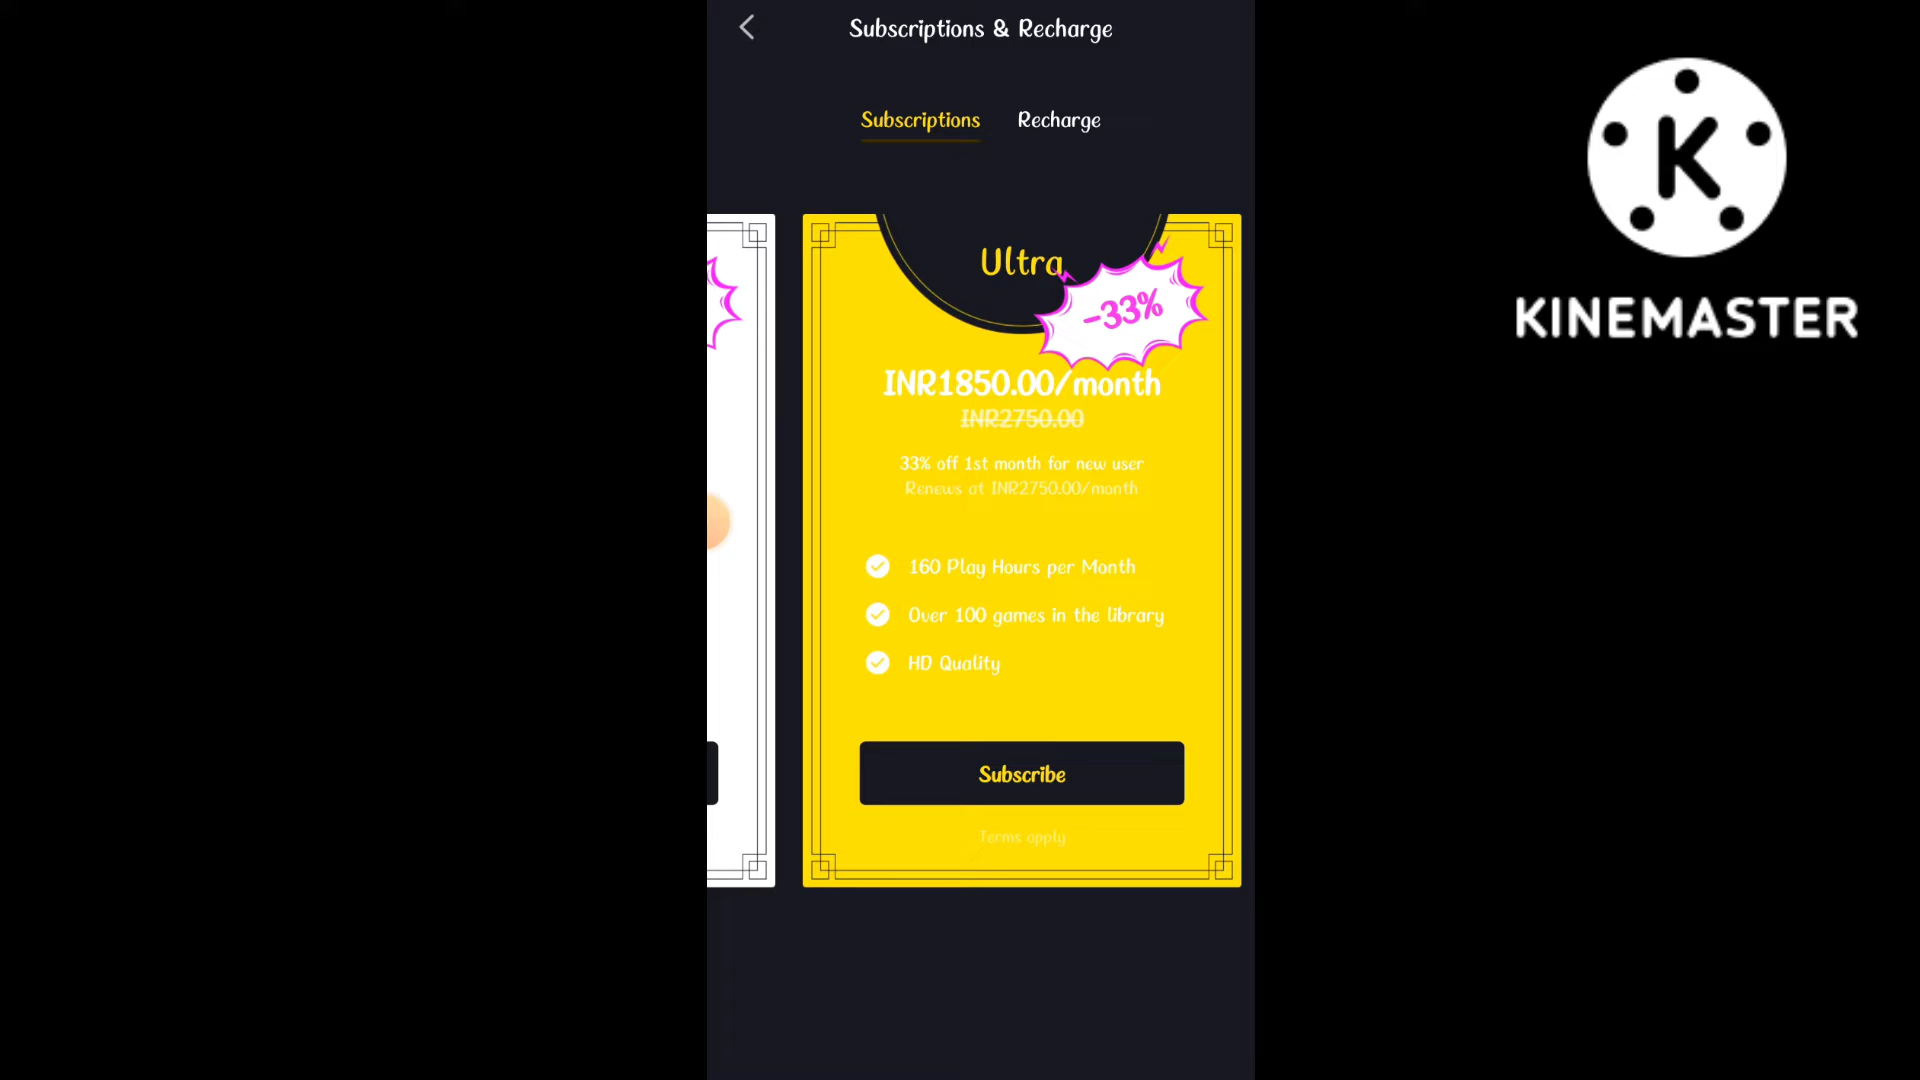 Subscriptions & Recharge
Subscriptions Recharge
Ultra
-33%
INR1850.00/month
INR2750.00
33% off 1st month for new user
Renews at INR2750.00/month
160 Play Hours per Month
Over 100 games in the library
HD Quality
Subscribe
Terms apply
K
KINEMASTER